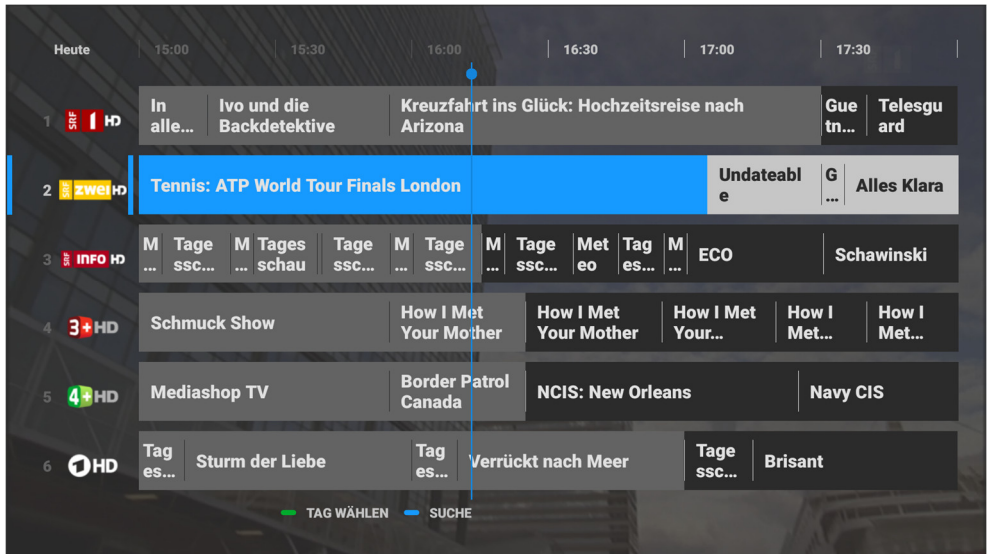 Heute 15:00 15:30 16:00 16:30 17:00 17:30
1 SRF 1 HD
In alle...
Ivo und die
Backdetektive
Kreuzfahrt ins Glück: Hochzeitsreise nach
Arizona
Gue
tn...
Telesgu
ard
2 SRF zwei HD
Tennis: ATP World Tour Finals London
Undateabl
e
G
...
Alles Klara
3 SRF INFO HD
M
...
Tage
ssc...
M
...
Tages
schau
Tage
ssc...
M
...
Tage
ssc...
M
...
Tage
ssc...
Met
eo
Tag
es...
M
...
ECO
Schawinski
4 3+ HD
Schmuck Show
How I Met
Your Mother
How I Met
Your Mother
How I Met
Your...
How I
Met...
How I
Met...
5 4+ HD
Mediashop TV
Border Patrol
Canada
NCIS: New Orleans
Navy CIS
6 1 HD
Tag
es...
Sturm der Liebe
Tag
es...
Verrückt nach Meer
Tage
ssc...
Brisant
TAG WÄHLEN SUCHE